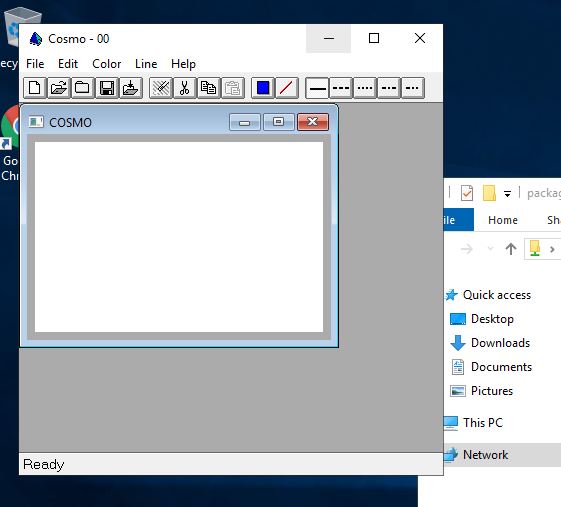 Cosmo - 00
File Edit Color Line Help
COSMO
Ready
Go
Chr
packag
ile Home Sh
Quick access
Desktop
Downloads
Documents
Pictures
This PC
Network
ecy